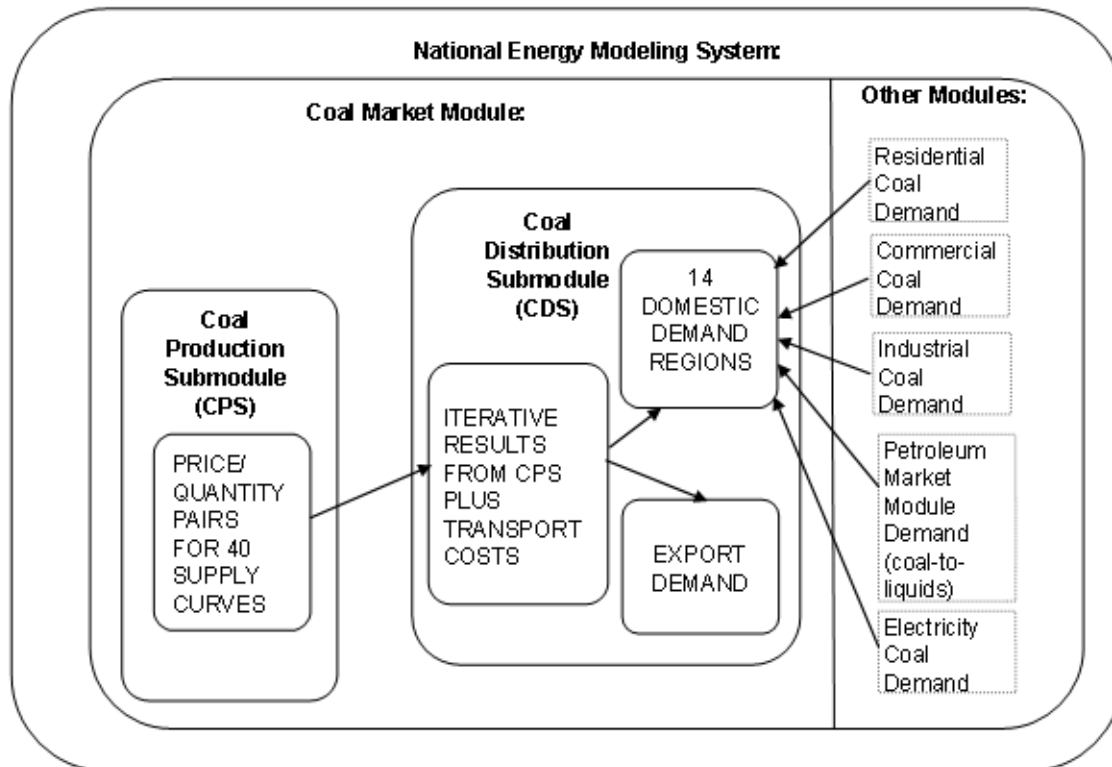 National Energy Modeling System:
Coal Market Module:
Other Modules:
Coal
Production
Submodule
(CPS)
PRICE/
QUANTITY
PAIRS
FOR 40
SUPPLY
CURVES
Coal
Distribution
Submodule
(CDS)
ITERATIVE
RESULTS
FROM CPS
PLUS
TRANSPORT
COSTS
14
DOMESTIC
DEMAND
REGIONS
EXPORT
DEMAND
Residential
Coal
Demand
Commercial
Coal
Demand
Industrial
Coal
Demand
Petroleum
Market
Module
Demand
(coal-to-
liquids)
Electricity
Coal
Demand